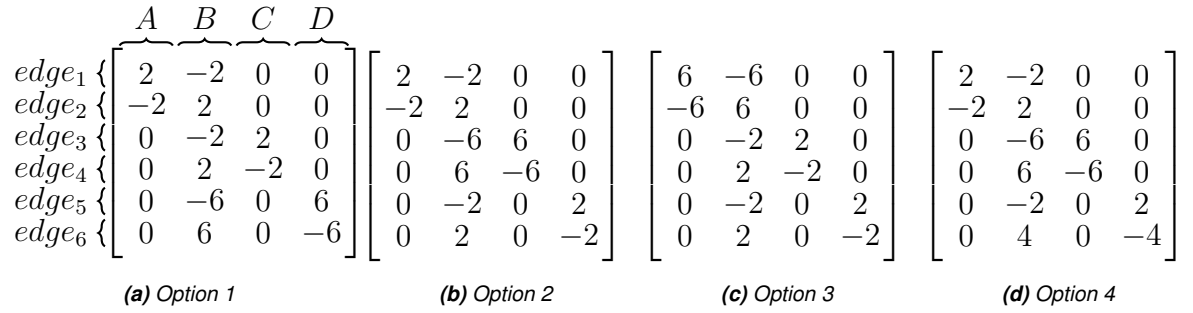 A B C D
edge₁ { 2 −2 0 0 2 −2 0 0 6 −6 0 0 2 −2 0 0
edge₂ { −2 2 0 0 −2 2 0 0 −6 6 0 0 −2 2 0 0
edge₃ { 0 −2 2 0 0 −6 6 0 0 −2 2 0 0 −6 6 0
edge₄ { 0 2 −2 0 0 6 −6 0 0 2 −2 0 0 6 −6 0
edge₅ { 0 −6 0 6 0 −2 0 2 0 −2 0 2 0 −2 0 2
edge₆ { 0 6 0 −6 0 2 0 −2 0 2 0 −2 0 4 0 −4
(a) Option 1 (b) Option 2 (c) Option 3 (d) Option 4